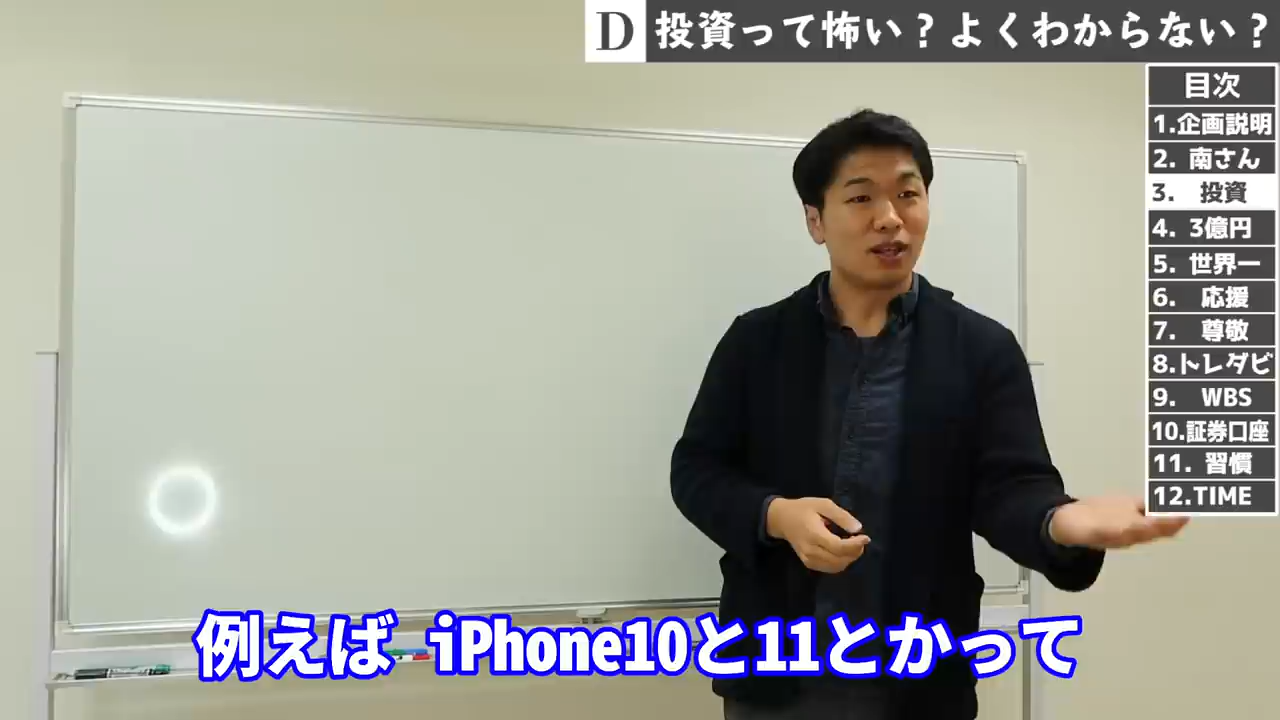 D 投資って怖い？よくわからない？
目次
1.企画説明
2. 南さん
3. 投資
4. 3億円
5. 世界一
6. 応援
7. 尊敬
8.トレダビ
9. WBS
10.証券口座
11. 習慣
12.TIME
例えば iPhone10と11とかって